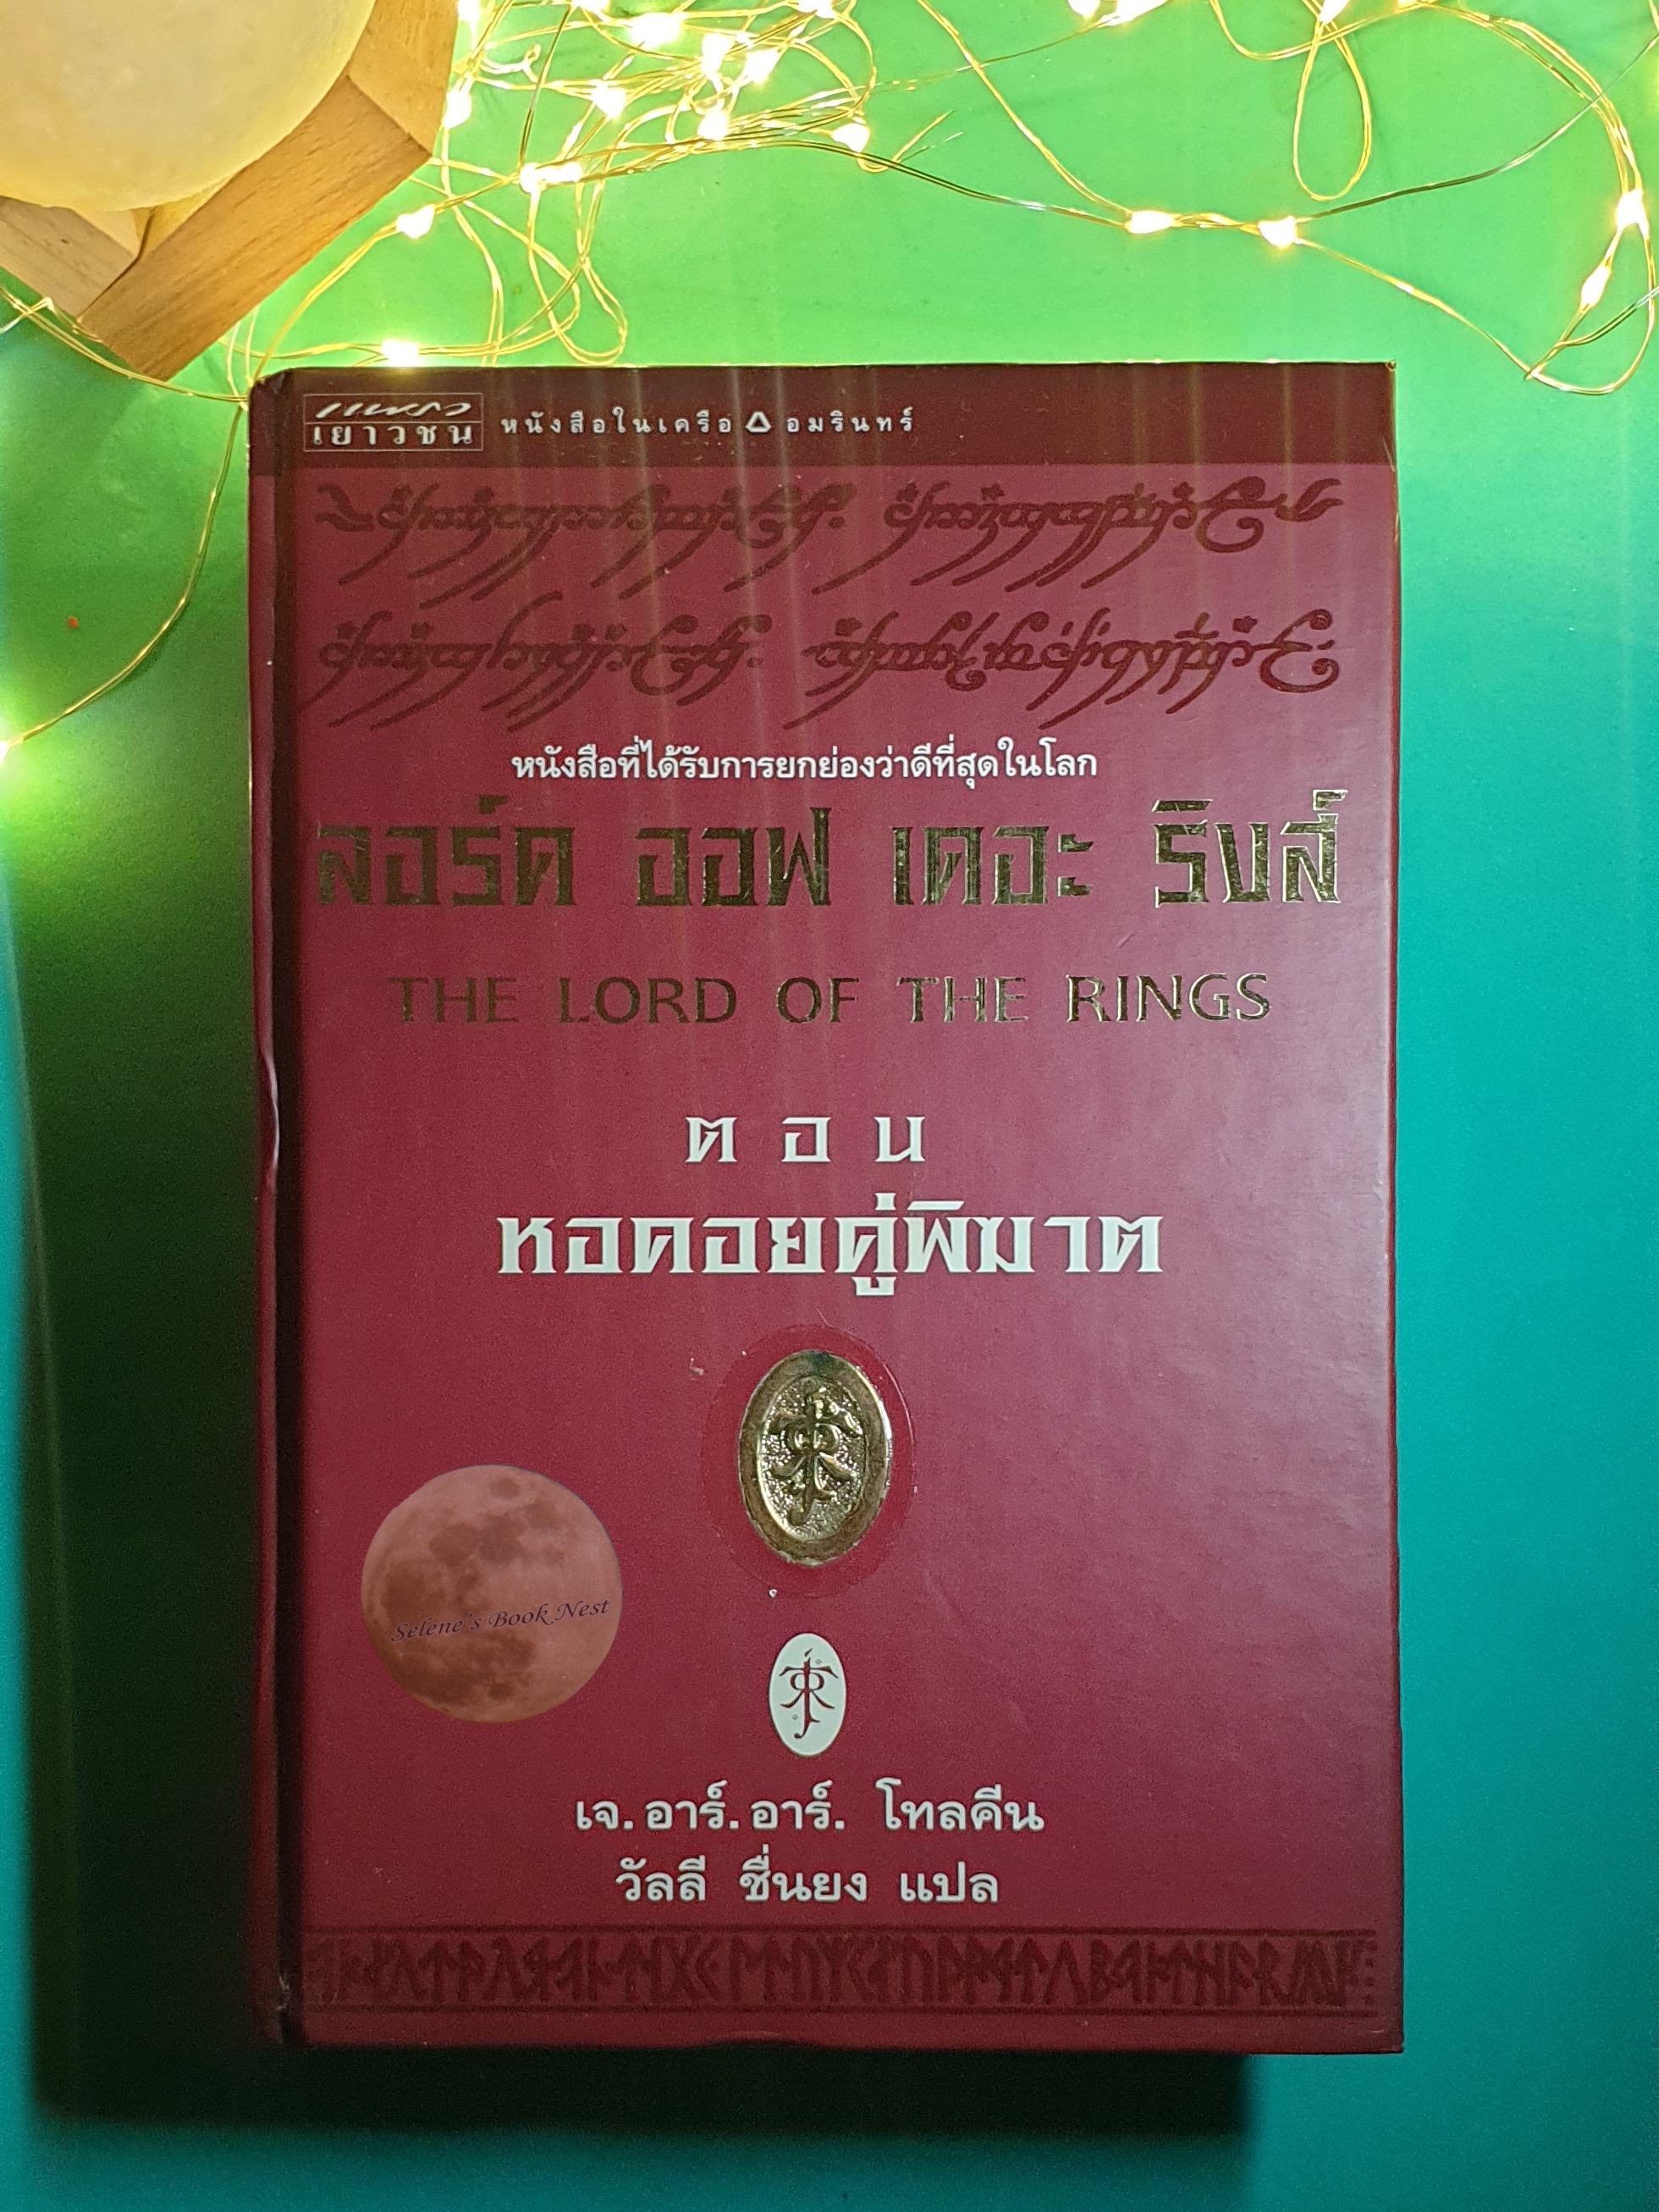 แพรว
เยาวชน
หนังสือในเครือ อมรินทร์
หนังสือที่ได้รับการยกย่องว่าดีที่สุดในโลก
ลอร์ด ออฟ เดอะ ริงส์
THE LORD OF THE RINGS
ตอน
หอคอยคู่พิฆาต
Selene's Book Nest
เจ.อาร์.อาร์. โทลคีน
วัลลี ชื่นยง แปล